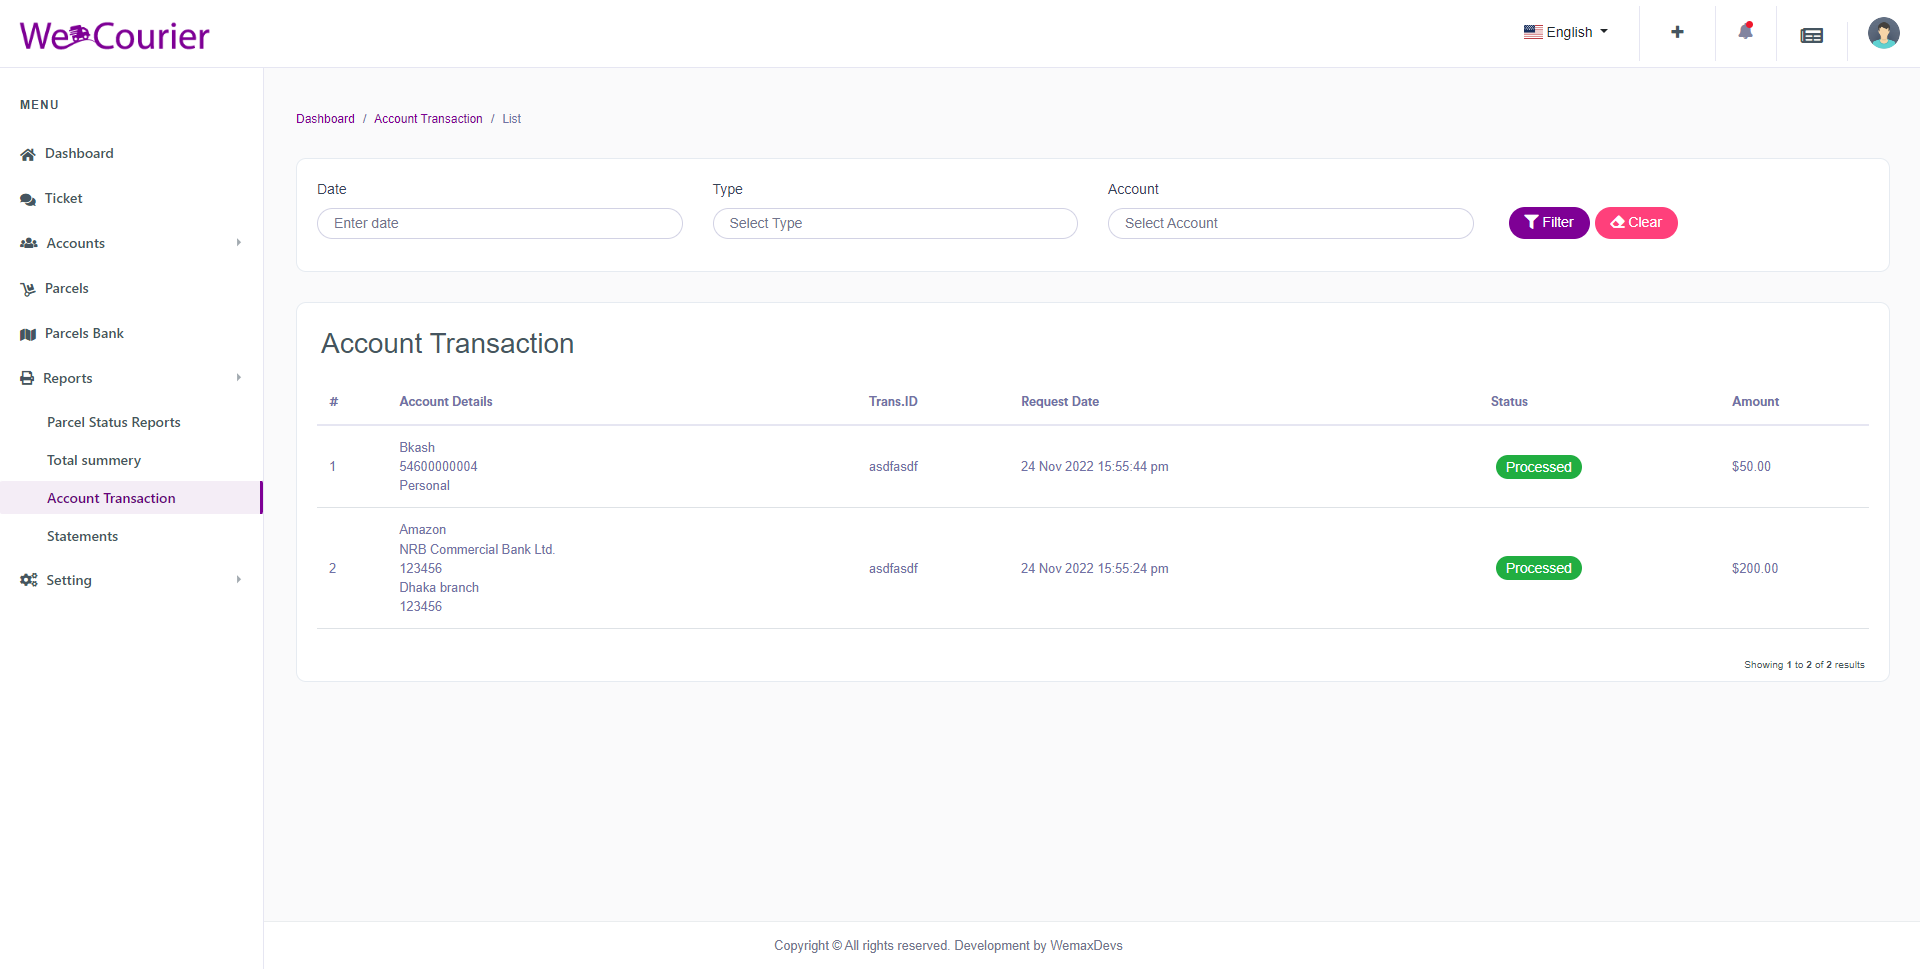 We Courier
English
MENU
Dashboard
Ticket
Accounts
Parcels
Parcels Bank
Reports
Parcel Status Reports
Total summery
Account Transaction
Statements
Setting
Dashboard / Account Transaction / List
Date Type Account
Enter date Select Type Select Account Filter Clear
Account Transaction
# Account Details Trans.ID Request Date Status Amount
Bkash
1 54600000004 asdfasdf 24 Nov 2022 15:55:44 pm Processed $50.00
Personal
Amazon
NRB Commercial Bank Ltd.
2 123456 asdfasdf 24 Nov 2022 15:55:24 pm Processed $200.00
Dhaka branch
123456
Showing 1 to 2 of 2 results
Copyright © All rights reserved. Development by WemaxDevs